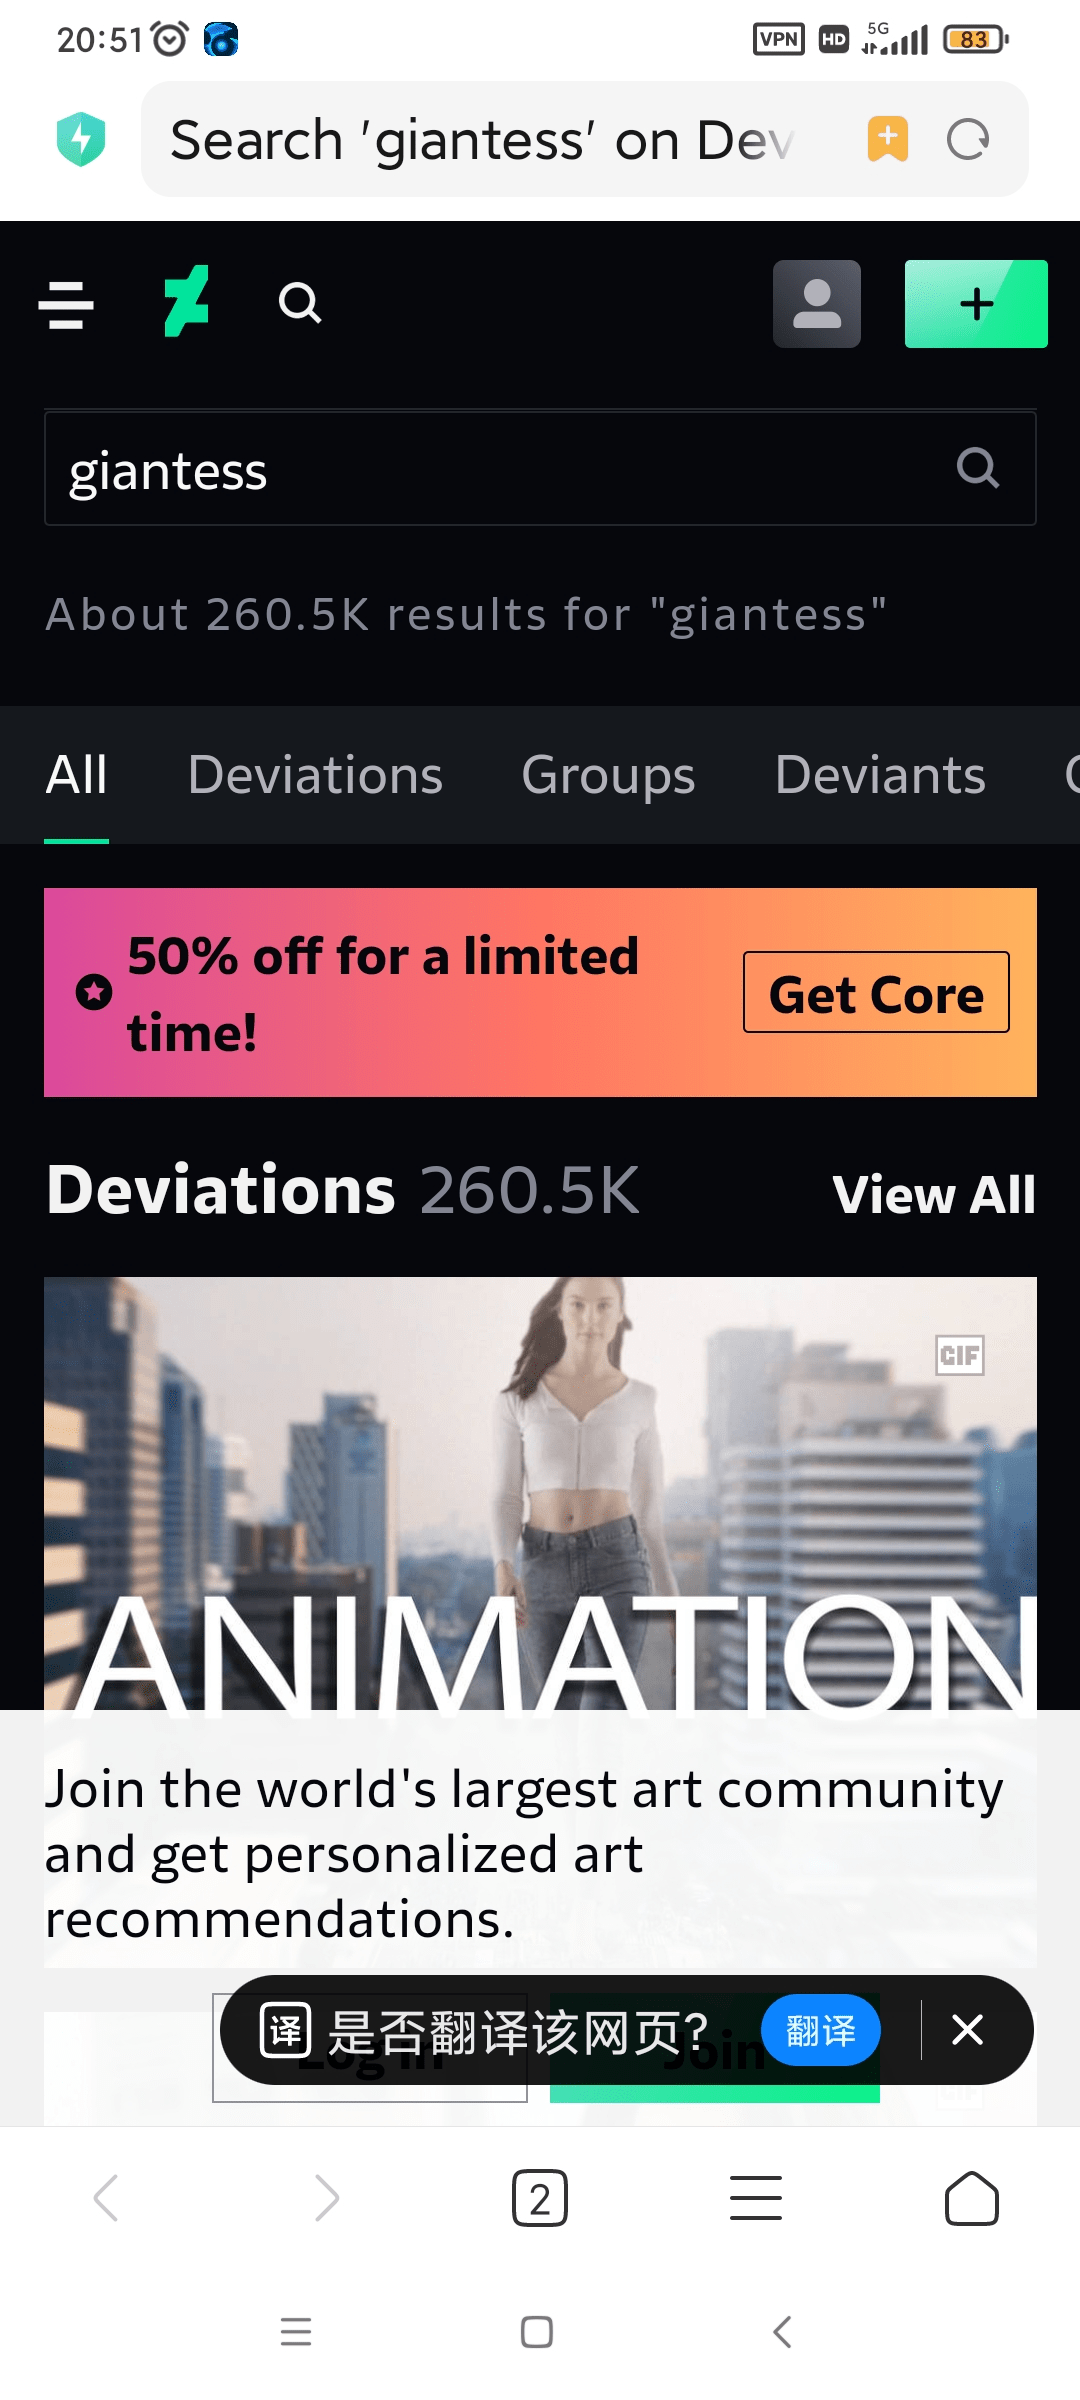 20:51
VPN HD 5G 83
Search 'giantess' on Dev
giantess
About 260.5K results for "giantess"
All Deviations Groups Deviants
50% off for a limited
time!
Get Core
Deviations 260.5K View All
GIF
ANIMATION
Join the world's largest art community
and get personalized art
recommendations.
Log in Join
译 是否翻译该网页? 翻译
GIF
2